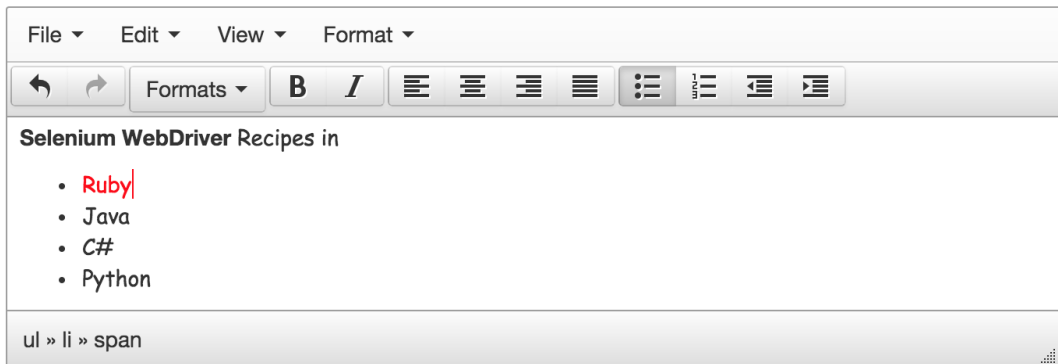 File Edit View Format
Formats B I
Selenium WebDriver Recipes in
• Ruby
• Java
• C#
• Python
ul » li » span